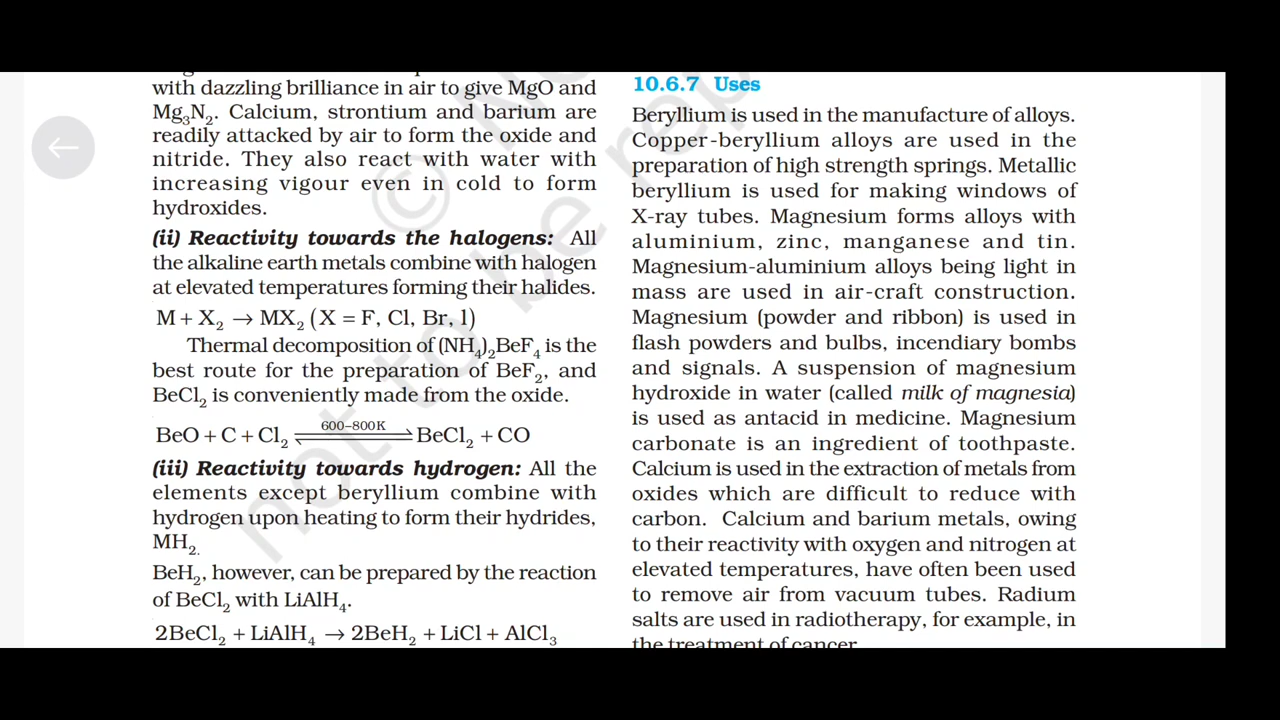 with dazzling brilliance in air to give MgO and
Mg₃N₂. Calcium, strontium and barium are
readily attacked by air to form the oxide and
nitride. They also react with water with
increasing vigour even in cold to form
hydroxides.
(ii) Reactivity towards the halogens: All
the alkaline earth metals combine with halogen
at elevated temperatures forming their halides.
M + X₂ → MX₂ (X = F, Cl, Br, l)
Thermal decomposition of (NH₄)₂BeF₄ is the
best route for the preparation of BeF₂, and
BeCl₂ is conveniently made from the oxide.
BeO + C + Cl₂ ⇌ 600–800K BeCl₂ + CO
(iii) Reactivity towards hydrogen: All the
elements except beryllium combine with
hydrogen upon heating to form their hydrides,
MH₂.
BeH₂, however, can be prepared by the reaction
of BeCl₂ with LiAlH₄.
2BeCl₂ + LiAlH₄ → 2BeH₂ + LiCl + AlCl₃
10.6.7 Uses
Beryllium is used in the manufacture of alloys.
Copper-beryllium alloys are used in the
preparation of high strength springs. Metallic
beryllium is used for making windows of
X-ray tubes. Magnesium forms alloys with
aluminium, zinc, manganese and tin.
Magnesium-aluminium alloys being light in
mass are used in air-craft construction.
Magnesium (powder and ribbon) is used in
flash powders and bulbs, incendiary bombs
and signals. A suspension of magnesium
hydroxide in water (called milk of magnesia)
is used as antacid in medicine. Magnesium
carbonate is an ingredient of toothpaste.
Calcium is used in the extraction of metals from
oxides which are difficult to reduce with
carbon. Calcium and barium metals, owing
to their reactivity with oxygen and nitrogen at
elevated temperatures, have often been used
to remove air from vacuum tubes. Radium
salts are used in radiotherapy, for example, in
the treatment of cancer.
© N
not to be rep